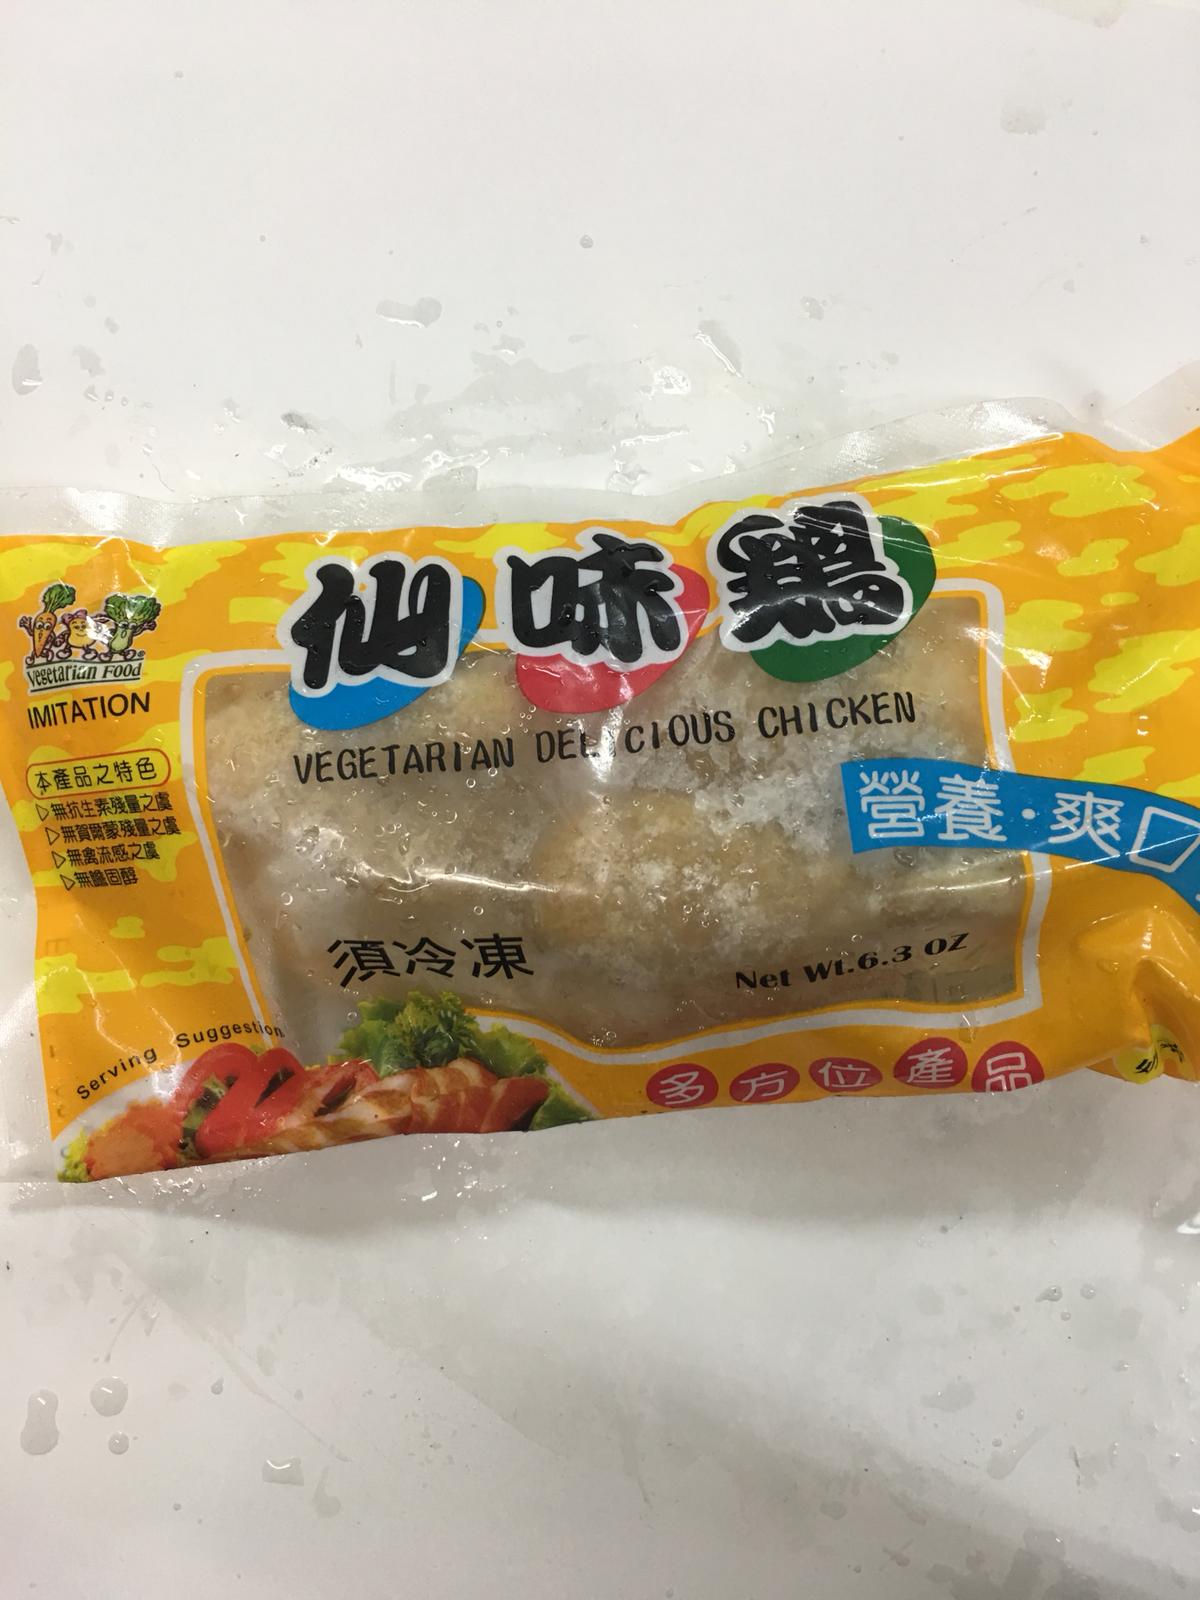 仙味雞
VEGETARIAN DELICIOUS CHICKEN
Vegetarian Food
IMITATION
本產品之特色
▷無抗生素殘量之虞
▷無賀爾蒙殘量之虞
▷無禽流感之虞
▷無膽固醇
營養·爽口
須冷凍
Net Wt.6.3 OZ
Serving Suggestion
多方位產品